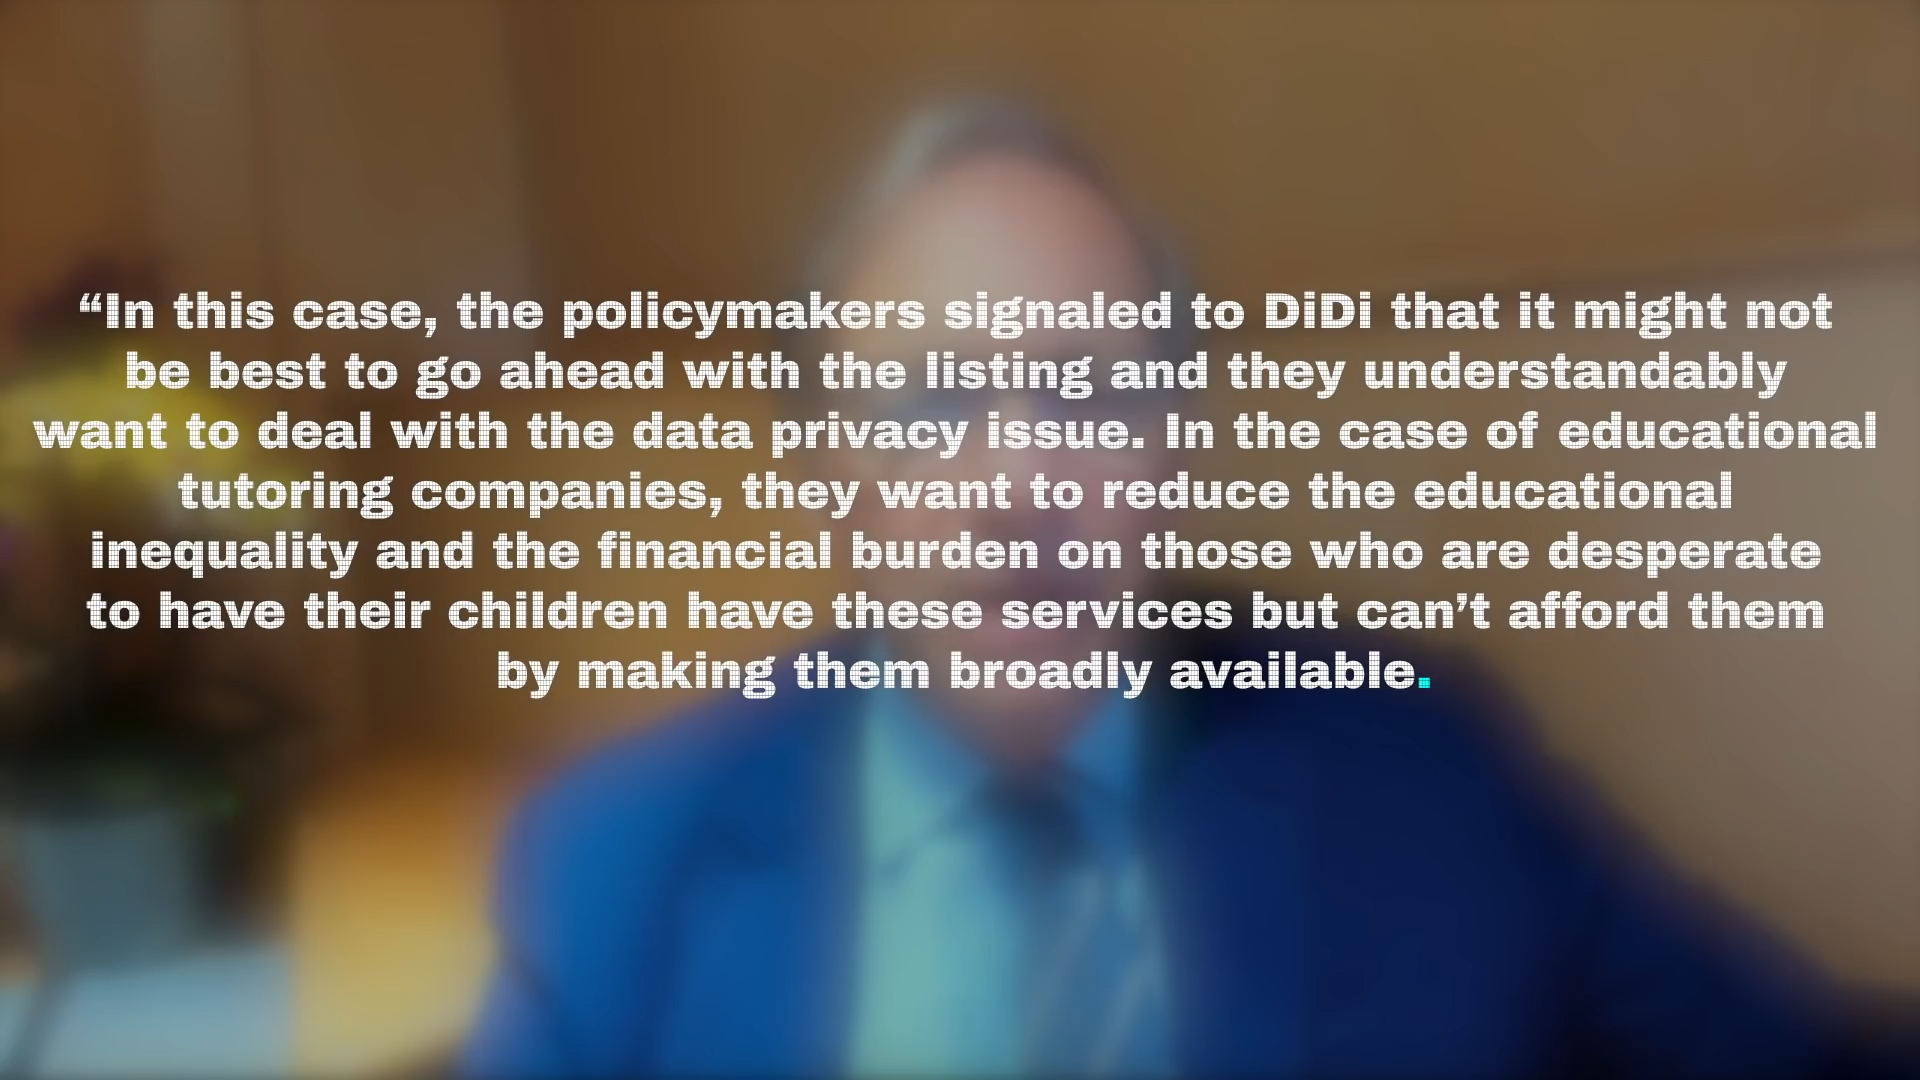 “In this case, the policymakers signaled to DiDi that it might not
be best to go ahead with the listing and they understandably
want to deal with the data privacy issue. In the case of educational
tutoring companies, they want to reduce the educational
inequality and the financial burden on those who are desperate
to have their children have these services but can’t afford them
by making them broadly available.